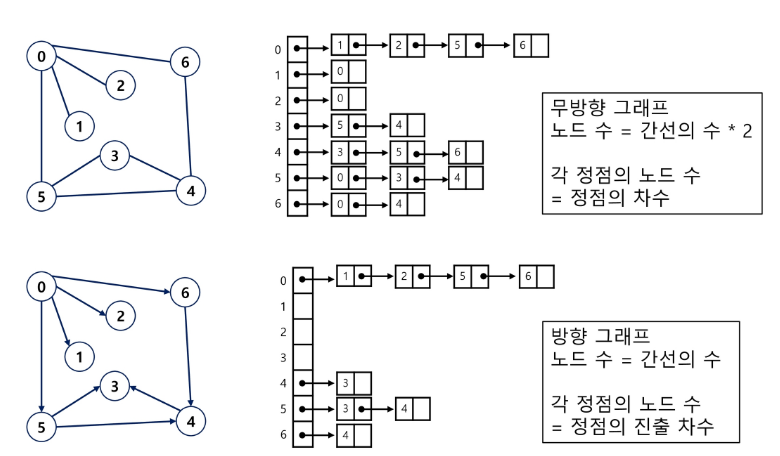 0
6
2
1
3
5
4
0 1 2 5 6
1 0
2 0
3 5 4
4 3 5 6
5 0 3 4
6 0 4
무방향 그래프
노드 수 = 간선의 수 * 2
각 정점의 노드 수
= 정점의 차수
0
6
2
1
3
5
4
0 1 2 5 6
1
2
3
4 3
5 3 4
6 4
방향 그래프
노드 수 = 간선의 수
각 정점의 노드 수
= 정점의 진출 차수